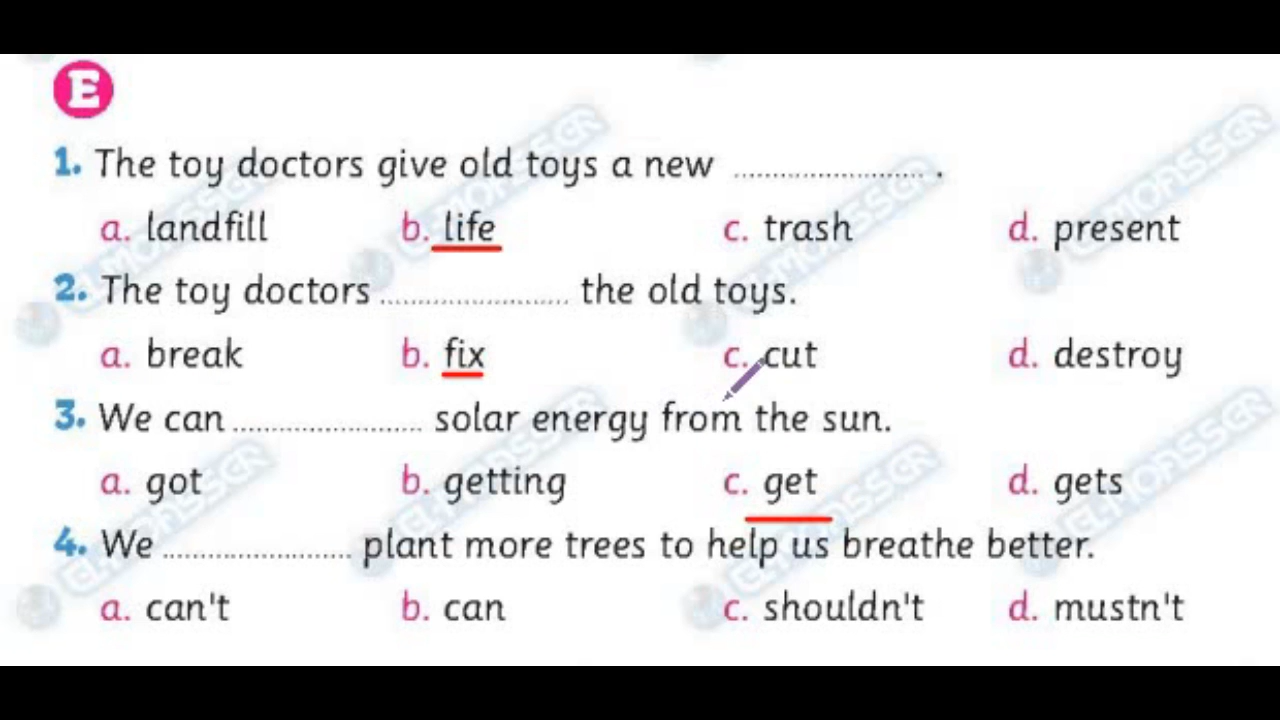 E
1. The toy doctors give old toys a new ........................ .
a. landfill b. life c. trash d. present
2. The toy doctors ........................ the old toys.
a. break b. fix c. cut d. destroy
3. We can ........................ solar energy from the sun.
a. got b. getting c. get d. gets
4. We ........................ plant more trees to help us breathe better.
a. can't b. can c. shouldn't d. mustn't
ELMOASSER